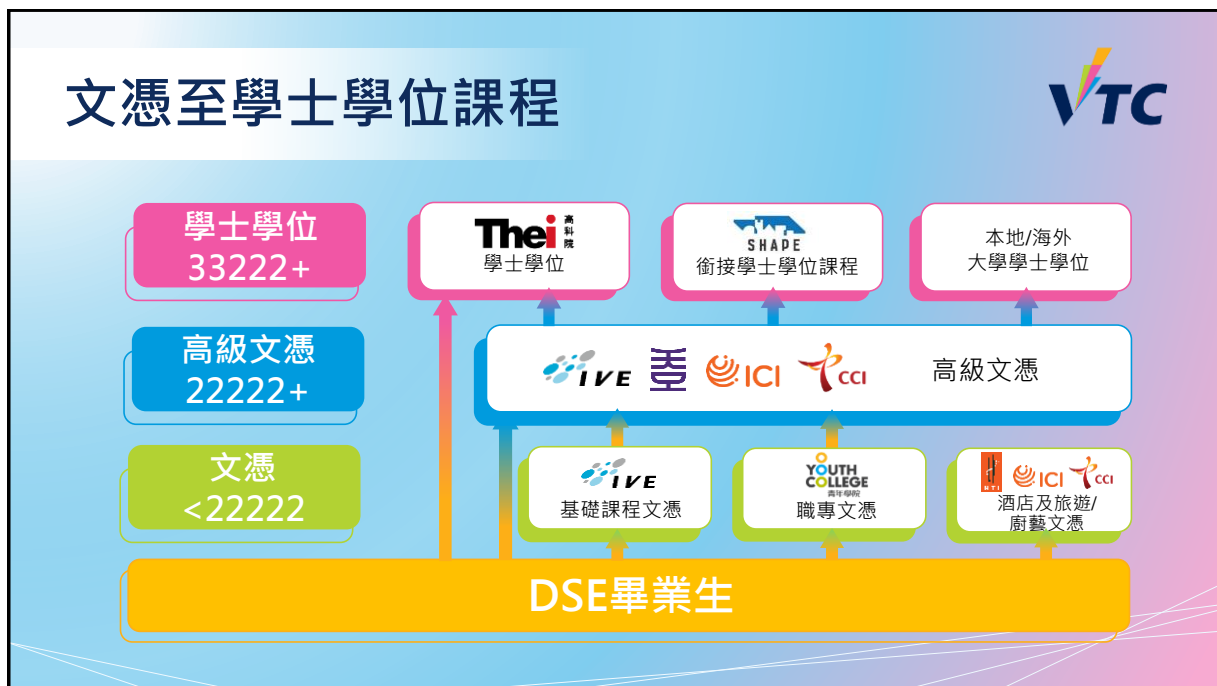 文憑至學士學位課程
VTC
學士學位
33222+
Thei 高科院
學士學位
SHAPE
銜接學士學位課程
本地/海外
大學學士學位
高級文憑
22222+
IVE
ICI
CCI
高級文憑
文憑
<22222
IVE
基礎課程文憑
YOUTH
COLLEGE
青年學院
職專文憑
HTI
ICI
CCI
酒店及旅遊/
廚藝文憑
DSE畢業生